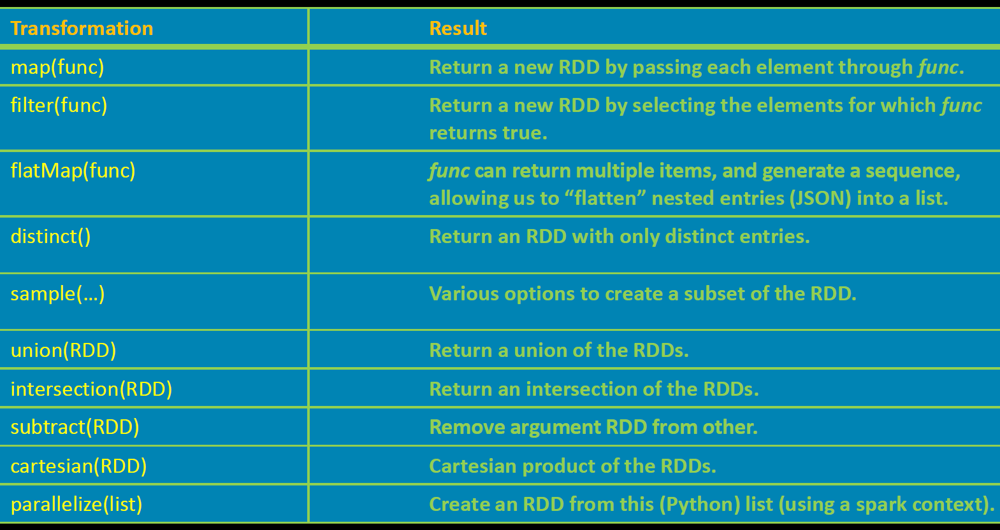 Transformation Result
map(func) Return a new RDD by passing each element through func.
filter(func) Return a new RDD by selecting the elements for which func
returns true.
flatMap(func) func can return multiple items, and generate a sequence,
allowing us to “flatten” nested entries (JSON) into a list.
distinct() Return an RDD with only distinct entries.
sample(…) Various options to create a subset of the RDD.
union(RDD) Return a union of the RDDs.
intersection(RDD) Return an intersection of the RDDs.
subtract(RDD) Remove argument RDD from other.
cartesian(RDD) Cartesian product of the RDDs.
parallelize(list) Create an RDD from this (Python) list (using a spark context).